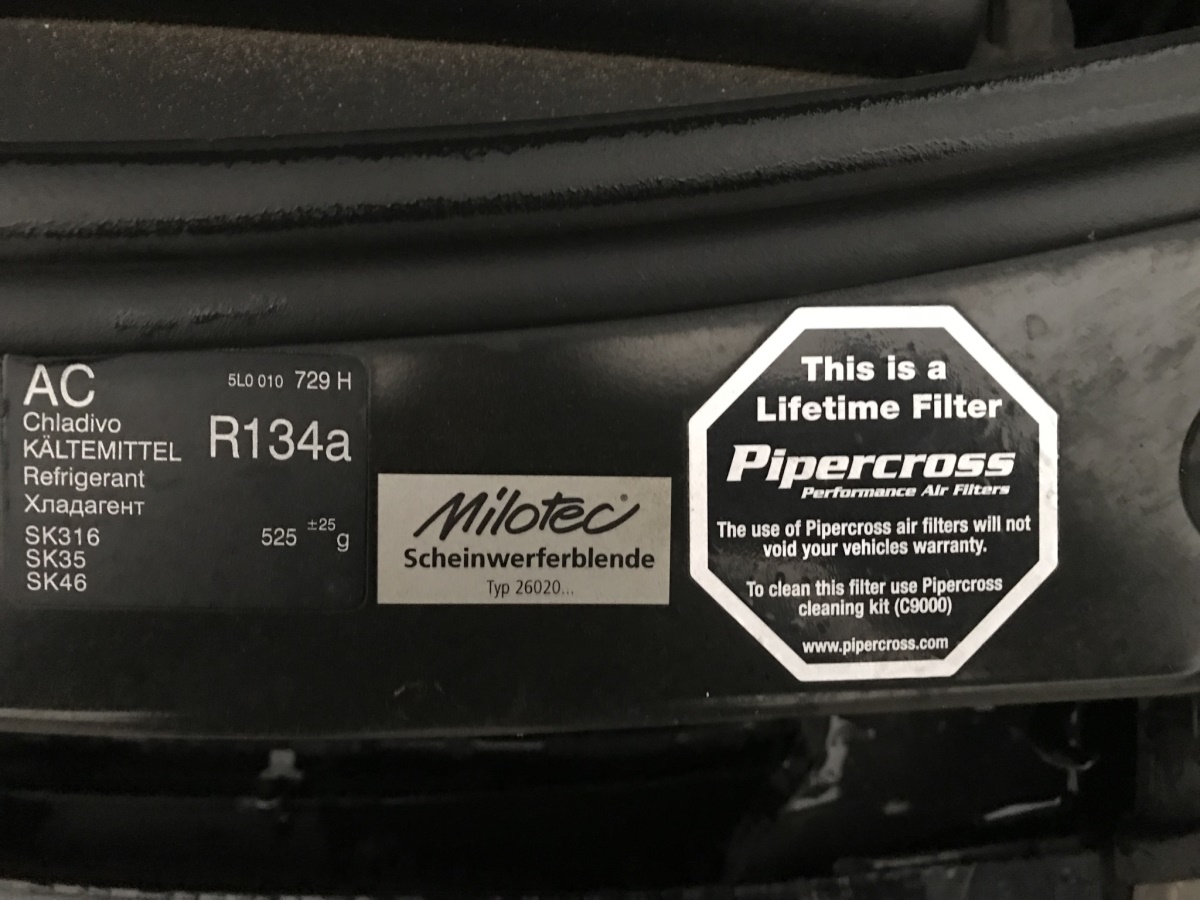 AC
5L0 010 729 H
Chladivo
KÄLTEMITTEL
R134a
Refrigerant
Хладагент
SK316
525 ±25 g
SK35
SK46
Milotec®
Scheinwerferblende
Typ 26020...
This is a
Lifetime Filter
Pipercross
Performance Air Filters
The use of Pipercross air filters will not
void your vehicles warranty.
To clean this filter use Pipercross
cleaning kit (C9000)
www.pipercross.com